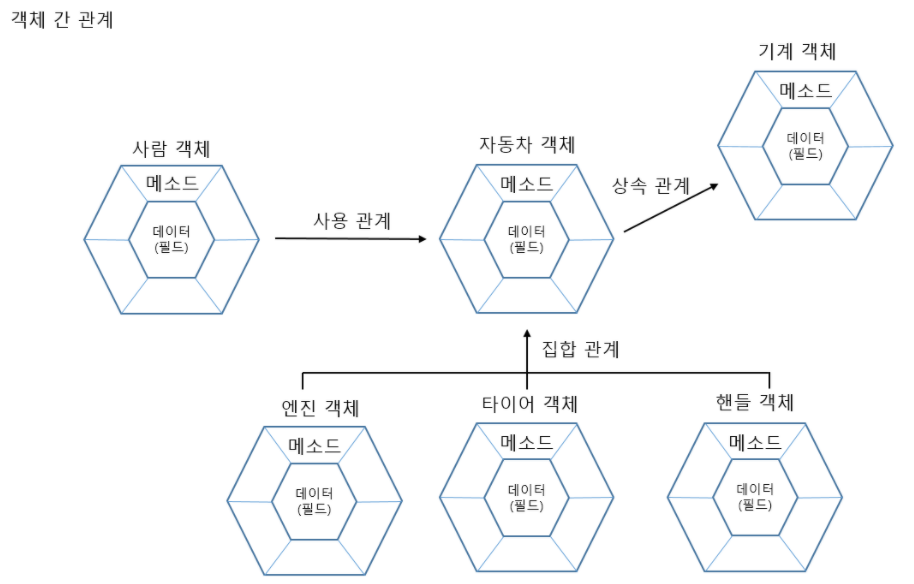 객체 간 관계
기계 객체
메소드
데이터
(필드)
사람 객체
메소드
데이터
(필드)
사용 관계
자동차 객체
메소드
데이터
(필드)
상속 관계
집합 관계
엔진 객체
메소드
데이터
(필드)
타이어 객체
메소드
데이터
(필드)
핸들 객체
메소드
데이터
(필드)